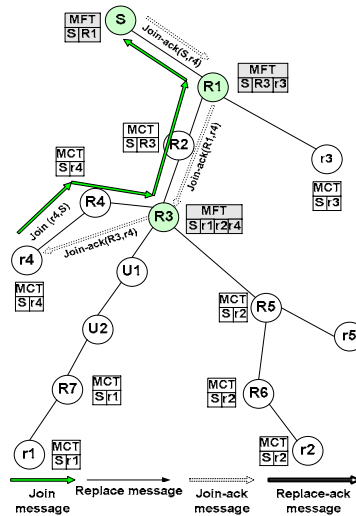 MFT
S R1
S
Join-ack(S,r4)
R1
MFT
S R3 r3
MCT
S R3
R2
Join-ack(R1,r4)
r3
MCT
S r3
MCT
S r4
R4
Join (r4,S)
R3
MFT
S r1 r2 r4
Join-ack(R3,r4)
r4
MCT
S r4
U1
MCT
S r2
R5
r5
U2
MCT
S r1
R7
MCT
S r2
R6
r1
MCT
S r1
MCT
S r2
r2
Join message
Replace message
Join-ack message
Replace-ack message